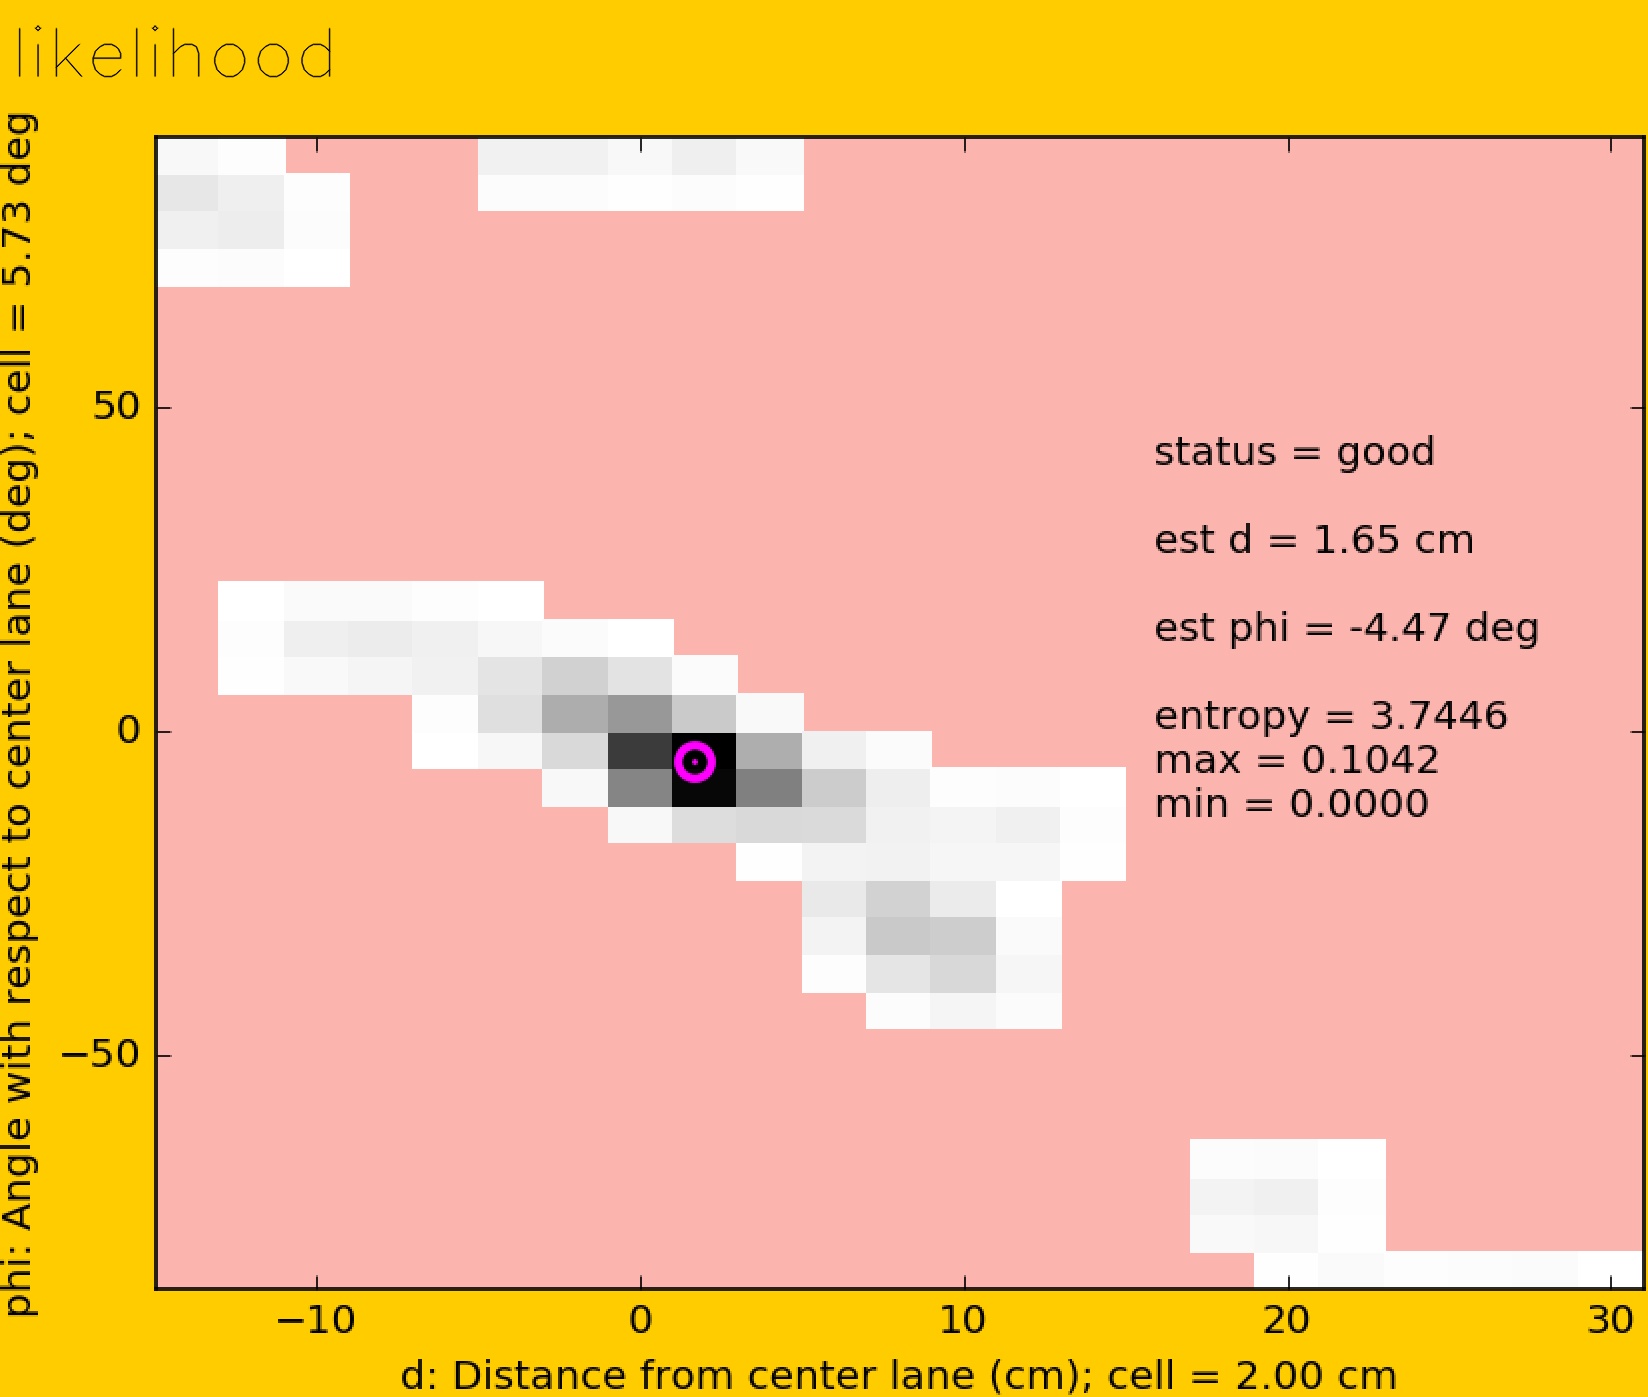 likelihood
phi: Angle with respect to center lane (deg); cell = 5.73 deg
50
0
−50
status = good
est d = 1.65 cm
est phi = -4.47 deg
entropy = 3.7446
max = 0.1042
min = 0.0000
−10 0 10 20 30
d: Distance from center lane (cm); cell = 2.00 cm